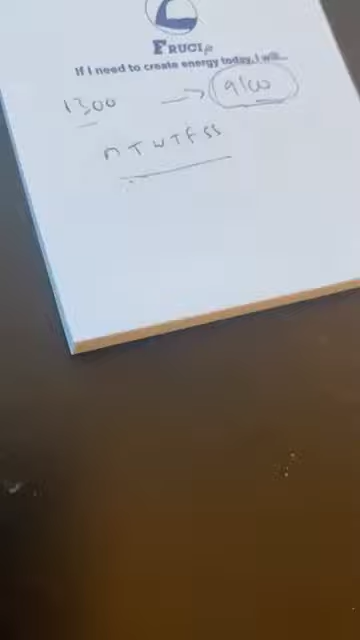 FRUCI
If I need to create energy today, I will...
1300 → 9100
M T W T F S S